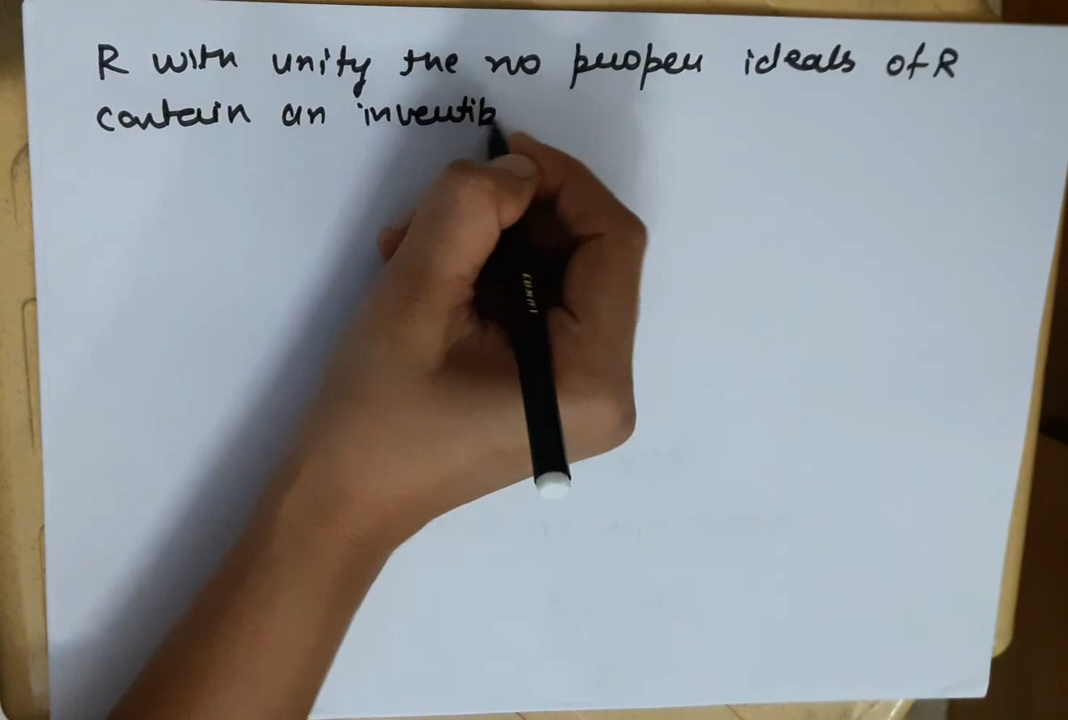 R with unity the no proper ideals of R
contain an invertib